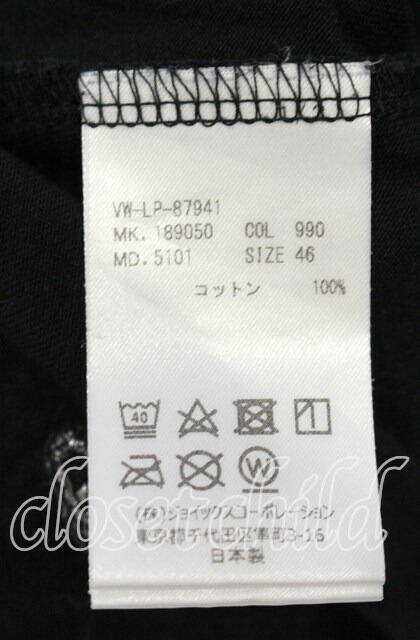 VW-LP-87941
MK. 189050 COL 990
MD. 5101 SIZE 46
コットン 100%
40
W
closet child
(株)ジョイックスコーポレイション
東京都千代田区隼町3-16
日本製